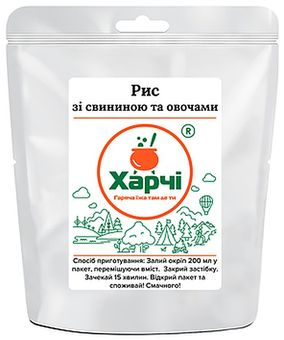 Рис
зі свининою та овочами
®
Харчі
Гаряча їжа там де ти
Спосіб приготування: Залий окріп 200 мл у
пакет, перемішуючи вміст. Закрий застібку.
Зачекай 15 хвилин. Відкрий пакет та
споживай! Смачного!